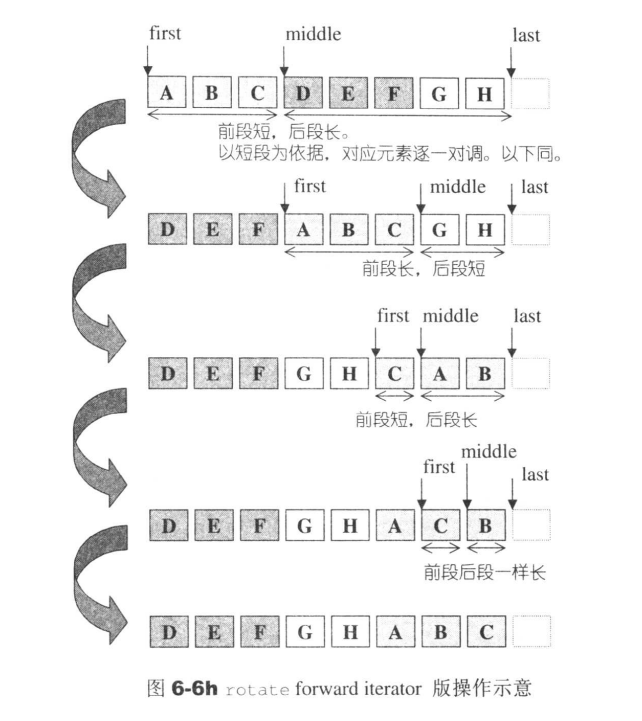 first middle last
A B C D E F G H
前段短，后段长。
以短段为依据，对应元素逐一对调。以下同。
first middle last
D E F A B C G H
前段长，后段短
first middle last
D E F G H C A B
前段短，后段长
middle
first last
D E F G H A C B
前段后段一样长
D E F G H A B C
图 6-6h rotate forward iterator 版操作示意